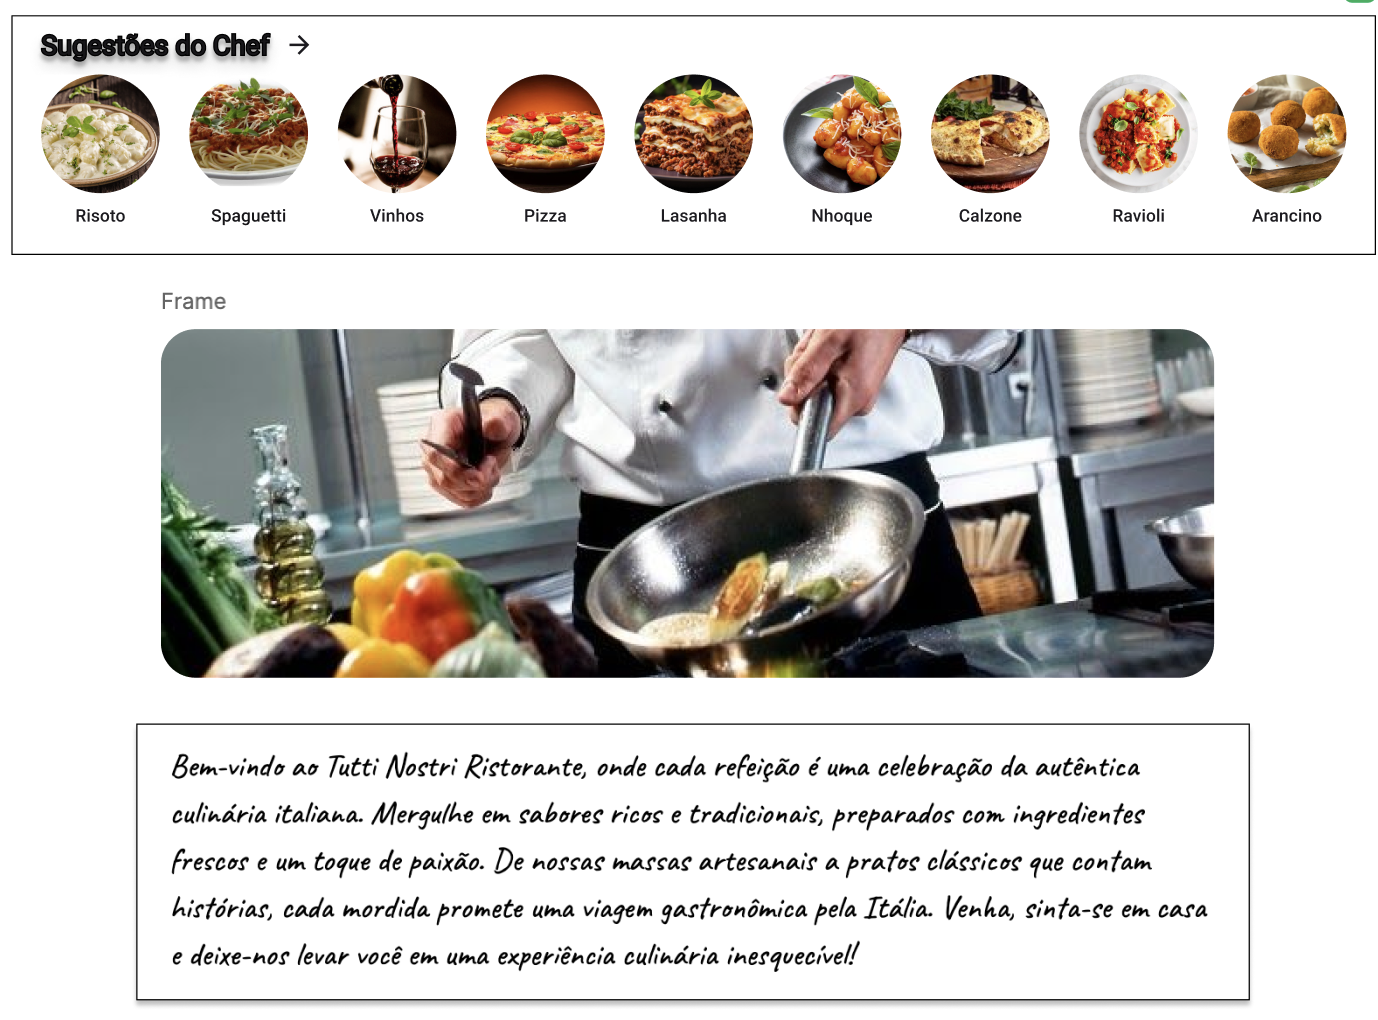 Sugestões do Chef →
Risoto
Spaguetti
Vinhos
Pizza
Lasanha
Nhoque
Calzone
Ravioli
Arancino
Frame
Bem-vindo ao Tutti Nostri Ristorante, onde cada refeição é uma celebração da autêntica
culinária italiana. Mergulhe em sabores ricos e tradicionais, preparados com ingredientes
frescos e um toque de paixão. De nossas massas artesanais a pratos clássicos que contam
histórias, cada mordida promete uma viagem gastronômica pela Itália. Venha, sinta-se em casa
e deixe-nos levar você em uma experiência culinária inesquecível!